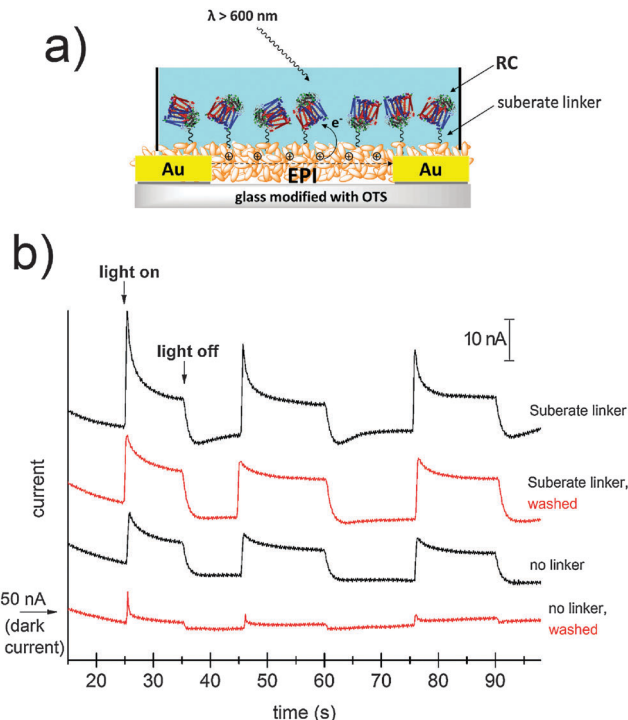 a)
λ > 600 nm
RC
suberate linker
e-
Au
EPI
Au
glass modified with OTS
b)
light on
light off
10 nA
Suberate linker
Suberate linker,
washed
no linker
no linker,
washed
current
50 nA
(dark
current)
20 30 40 50 60 70 80 90
time (s)